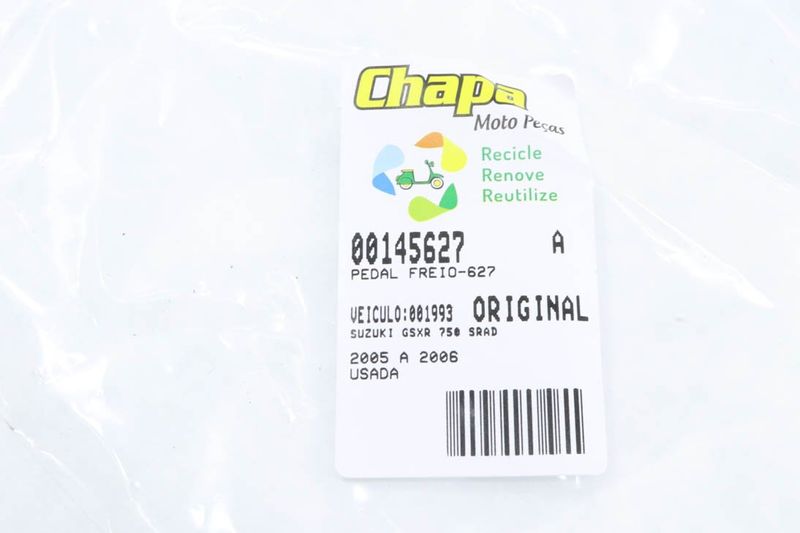 Chapa
Moto Peças
Recicle
Renove
Reutilize
00145627 A
PEDAL FREIO-627
VEICULO:001993 ORIGINAL
SUZUKI GSXR 750 SRAD
2005 A 2006
USADA